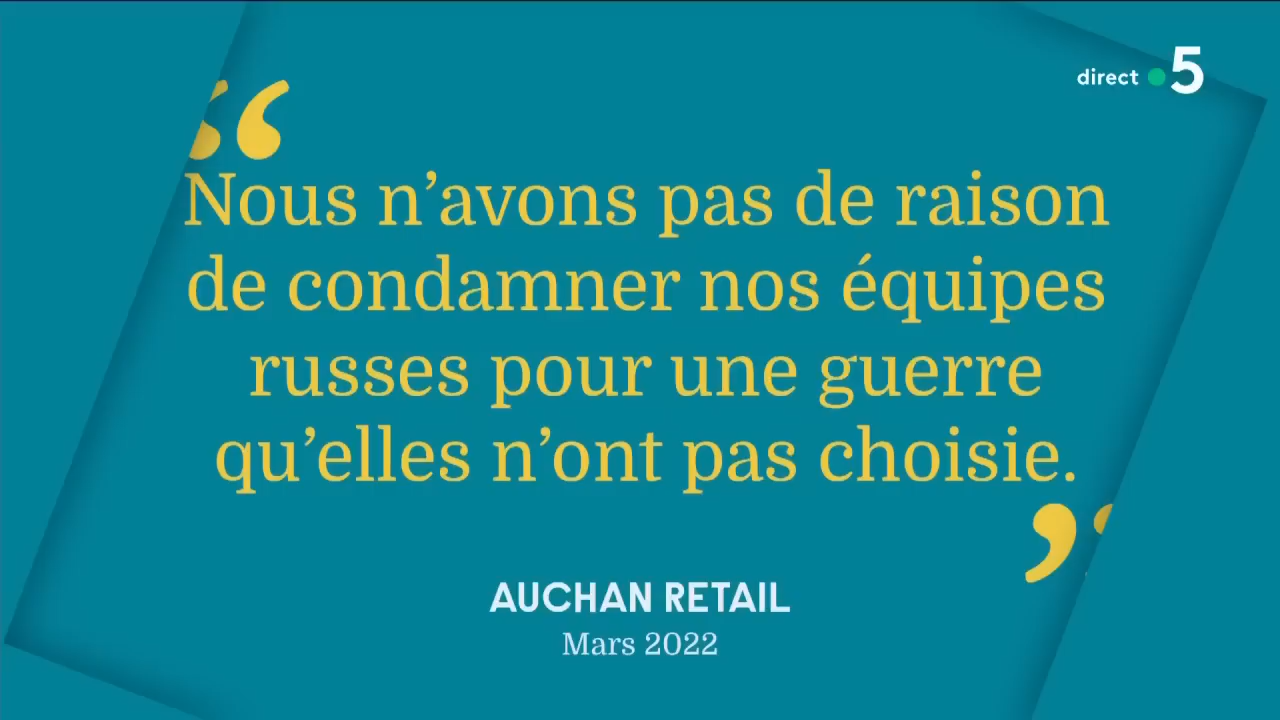 direct 5
“
Nous n’avons pas de raison
de condamner nos équipes
russes pour une guerre
qu’elles n’ont pas choisie.
”
AUCHAN RETAIL
Mars 2022